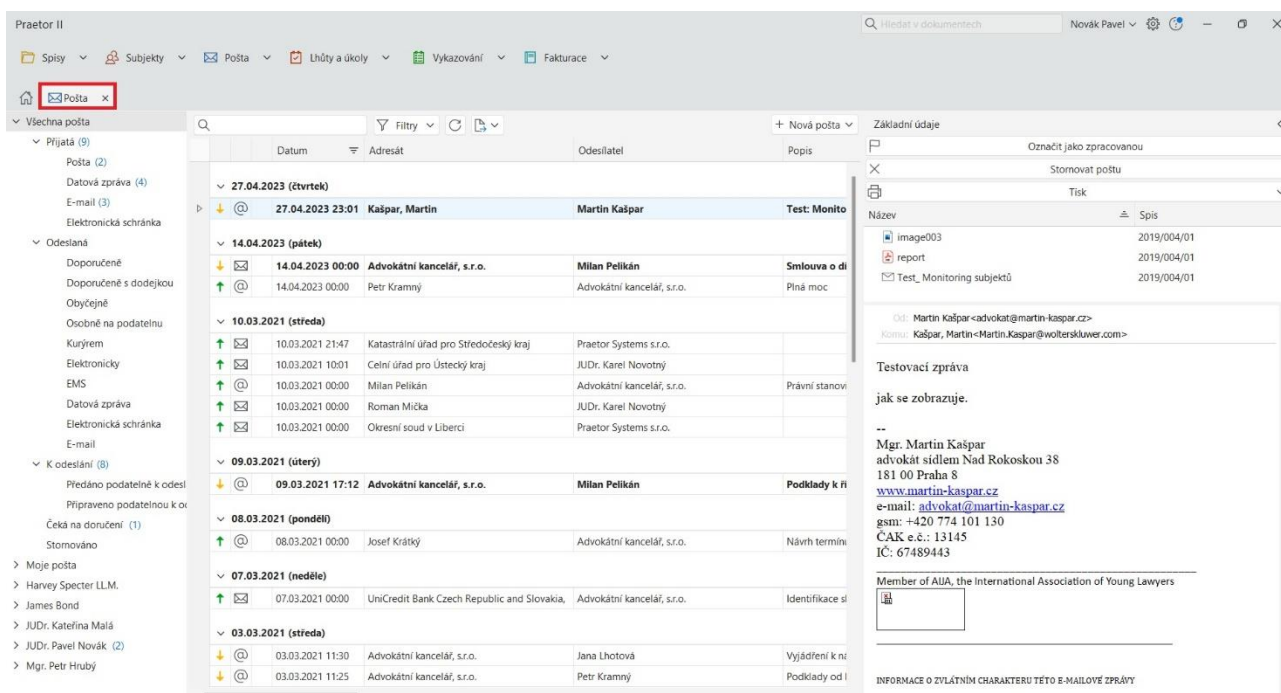 Praetor II
Hledat v dokumentech
Novák Pavel
Spisy
Subjekty
Pošta
Lhůty a úkoly
Vykazování
Fakturace
Pošta
Všechna pošta
Přijatá (9)
Pošta (2)
Datová zpráva (4)
E-mail (3)
Elektronická schránka
Odeslaná
Doporučeně
Doporučeně s dodejkou
Obyčejně
Osobně na podatelnu
Kurýrem
Elektronicky
EMS
Datová zpráva
Elektronická schránka
E-mail
K odeslání (8)
Předáno podatelně k odesl
Připraveno podatelnou k o
Čeká na doručení (1)
Stornováno
Moje pošta
Harvey Specter LL.M.
James Bond
JUDr. Kateřina Malá
JUDr. Pavel Novák (2)
Mgr. Petr Hrubý
Filtry
+ Nová pošta
Datum Adresát Odesílatel Popis
27.04.2023 (čtvrtek)
27.04.2023 23:01 Kašpar, Martin Martin Kašpar Test: Monito
14.04.2023 (pátek)
14.04.2023 00:00 Advokátní kancelář, s.r.o. Milan Pelikán Smlouva o dí
14.04.2023 00:00 Petr Kramný Advokátní kancelář, s.r.o. Plná moc
10.03.2021 (středa)
10.03.2021 21:47 Katastrální úřad pro Středočeský kraj Praetor Systems s.r.o.
10.03.2021 10:01 Celní úřad pro Ústecký kraj JUDr. Karel Novotný
10.03.2021 00:00 Milan Pelikán Advokátní kancelář, s.r.o. Právní stanovi
10.03.2021 00:00 Roman Mička JUDr. Karel Novotný
10.03.2021 00:00 Okresní soud v Liberci Praetor Systems s.r.o.
09.03.2021 (úterý)
09.03.2021 17:12 Advokátní kancelář, s.r.o. Milan Pelikán Podklady k ří
08.03.2021 (pondělí)
08.03.2021 00:00 Josef Krátký Advokátní kancelář, s.r.o. Návrh termínu
07.03.2021 (neděle)
07.03.2021 00:00 UniCredit Bank Czech Republic and Slovakia, Advokátní kancelář, s.r.o. Identifikace sl
03.03.2021 (středa)
03.03.2021 11:30 Advokátní kancelář, s.r.o. Jana Lhotová Vyjádření k ná
03.03.2021 11:25 Advokátní kancelář, s.r.o. Petr Kramný Podklady od
Základní údaje
Označit jako zpracovanou
Stornovat poštu
Tisk
Název Spis
image003 2019/004/01
report 2019/004/01
Test_ Monitoring subjektů 2019/004/01
Od: Martin Kašpar<advokat@martin-kaspar.cz>
Komu: Kašpar, Martin<Martin.Kaspar@wolterskluwer.com>
Testovací zpráva
jak se zobrazuje.
--
Mgr. Martin Kašpar
advokát sídlem Nad Rokoskou 38
181 00 Praha 8
www.martin-kaspar.cz
e-mail: advokat@martin-kaspar.cz
gsm: +420 774 101 130
ČAK e.č.: 13145
IČ: 67489443
Member of AIJA, the International Association of Young Lawyers
INFORMACE O ZVLÁTNÍM CHARAKTERU TÉTO E-MAILOVÉ ZPRÁVY